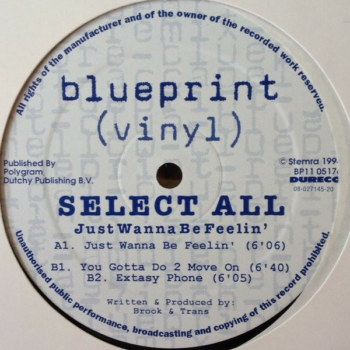 All rights of the manufacturer and of the owner of the recorded work reserved.
blueprint
(vinyl)
Published By
Polygram
Dutchy Publishing B.V.
℗ Stemra
BP11
DURECO
08-027145-20
SELECT ALL
Just Wanna Be Feelin'
A1. Just Wanna Be Feelin' (6'06)
B1. You Gotta Do 2 Move On (6'40)
B2. Extasy Phone (6'05)
Written & Produced by:
Brook & Trans
Unauthorised public performance, broadcasting and copying of this record prohibited.